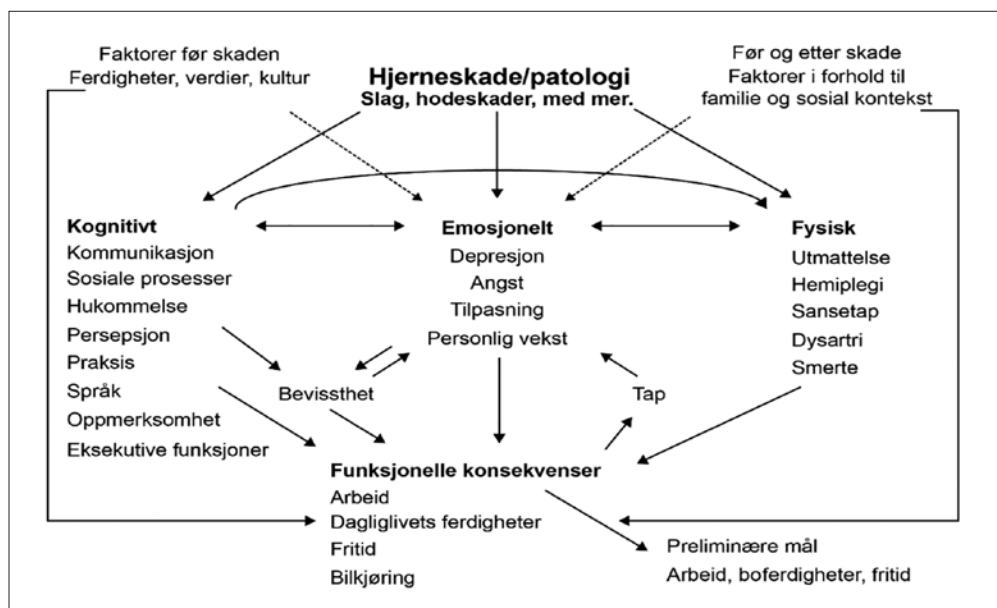 Faktorer før skaden
Ferdigheter, verdier, kultur
Hjerneskade/patologi
Slag, hodeskader, med mer.
Før og etter skade
Faktorer i forhold til
familie og sosial kontekst
Kognitivt
Kommunikasjon
Sosiale prosesser
Hukommelse
Persepsjon
Praksis
Språk
Oppmerksomhet
Eksekutive funksjoner
Emosjonelt
Depresjon
Angst
Tilpasning
Personlig vekst
Fysisk
Utmattelse
Hemiplegi
Sansetap
Dysartri
Smerte
Bevissthet
Tap
Funksjonelle konsekvenser
Arbeid
Dagliglivets ferdigheter
Fritid
Bilkjøring
Preliminære mål
Arbeid, boferdigheter, fritid